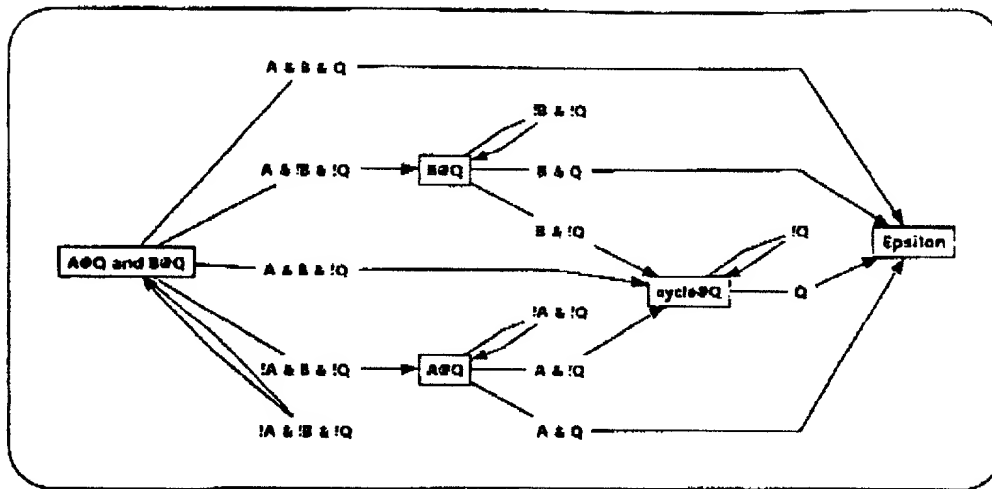 A & B & Q
!B & !Q
A & !B & !Q
B@Q
B & Q
B & !Q
!Q
Epsilon
A@Q and B@Q
A & B & !Q
cycle@Q
Q
!A & !Q
!A & B & !Q
A@Q
A & !Q
!A & !B & !Q
A & Q